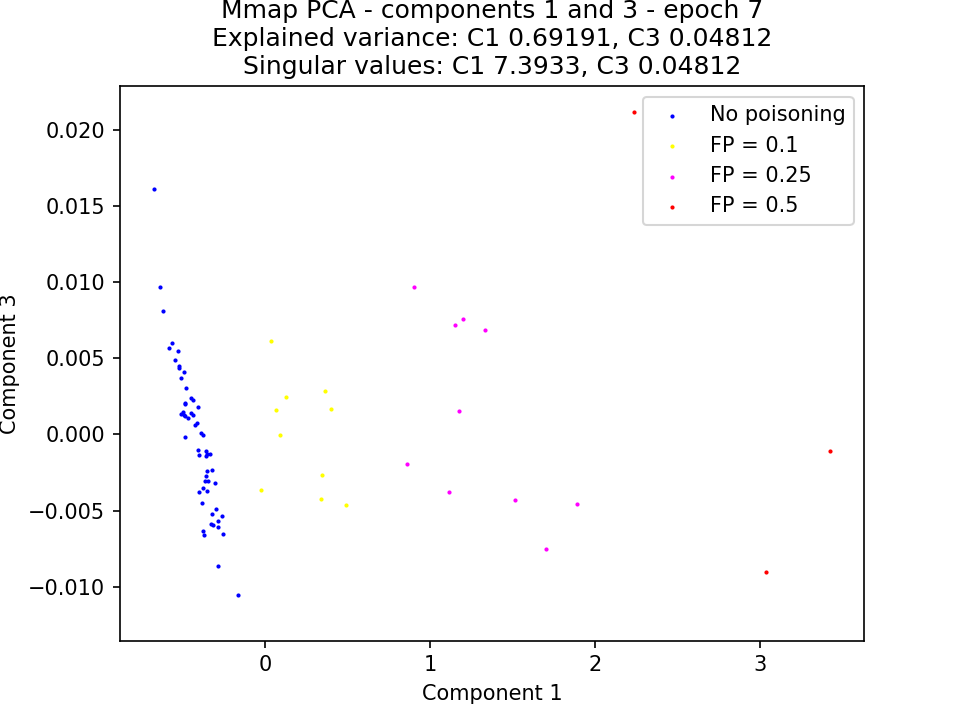 Mmap PCA - components 1 and 3 - epoch 7
Explained variance: C1 0.69191, C3 0.04812
Singular values: C1 7.3933, C3 0.04812
No poisoning
FP = 0.1
FP = 0.25
FP = 0.5
0.020
0.015
0.010
0.005
0.000
−0.005
−0.010
Component 3
0
1
2
3
Component 1